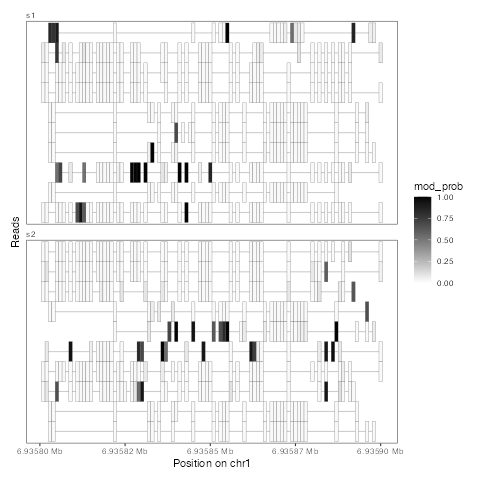 s1
s2
Reads
6.93580 Mb
6.93582 Mb
6.93585 Mb
6.93587 Mb
6.93590 Mb
Position on chr1
mod_prob
1.00
0.75
0.50
0.25
0.00